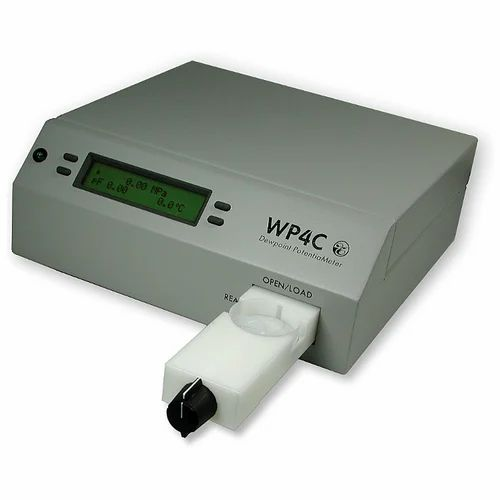 0.00 MPa
pF 0.00
0.0°C
WP4C
Dewpoint PotentiaMeter
OPEN/LOAD